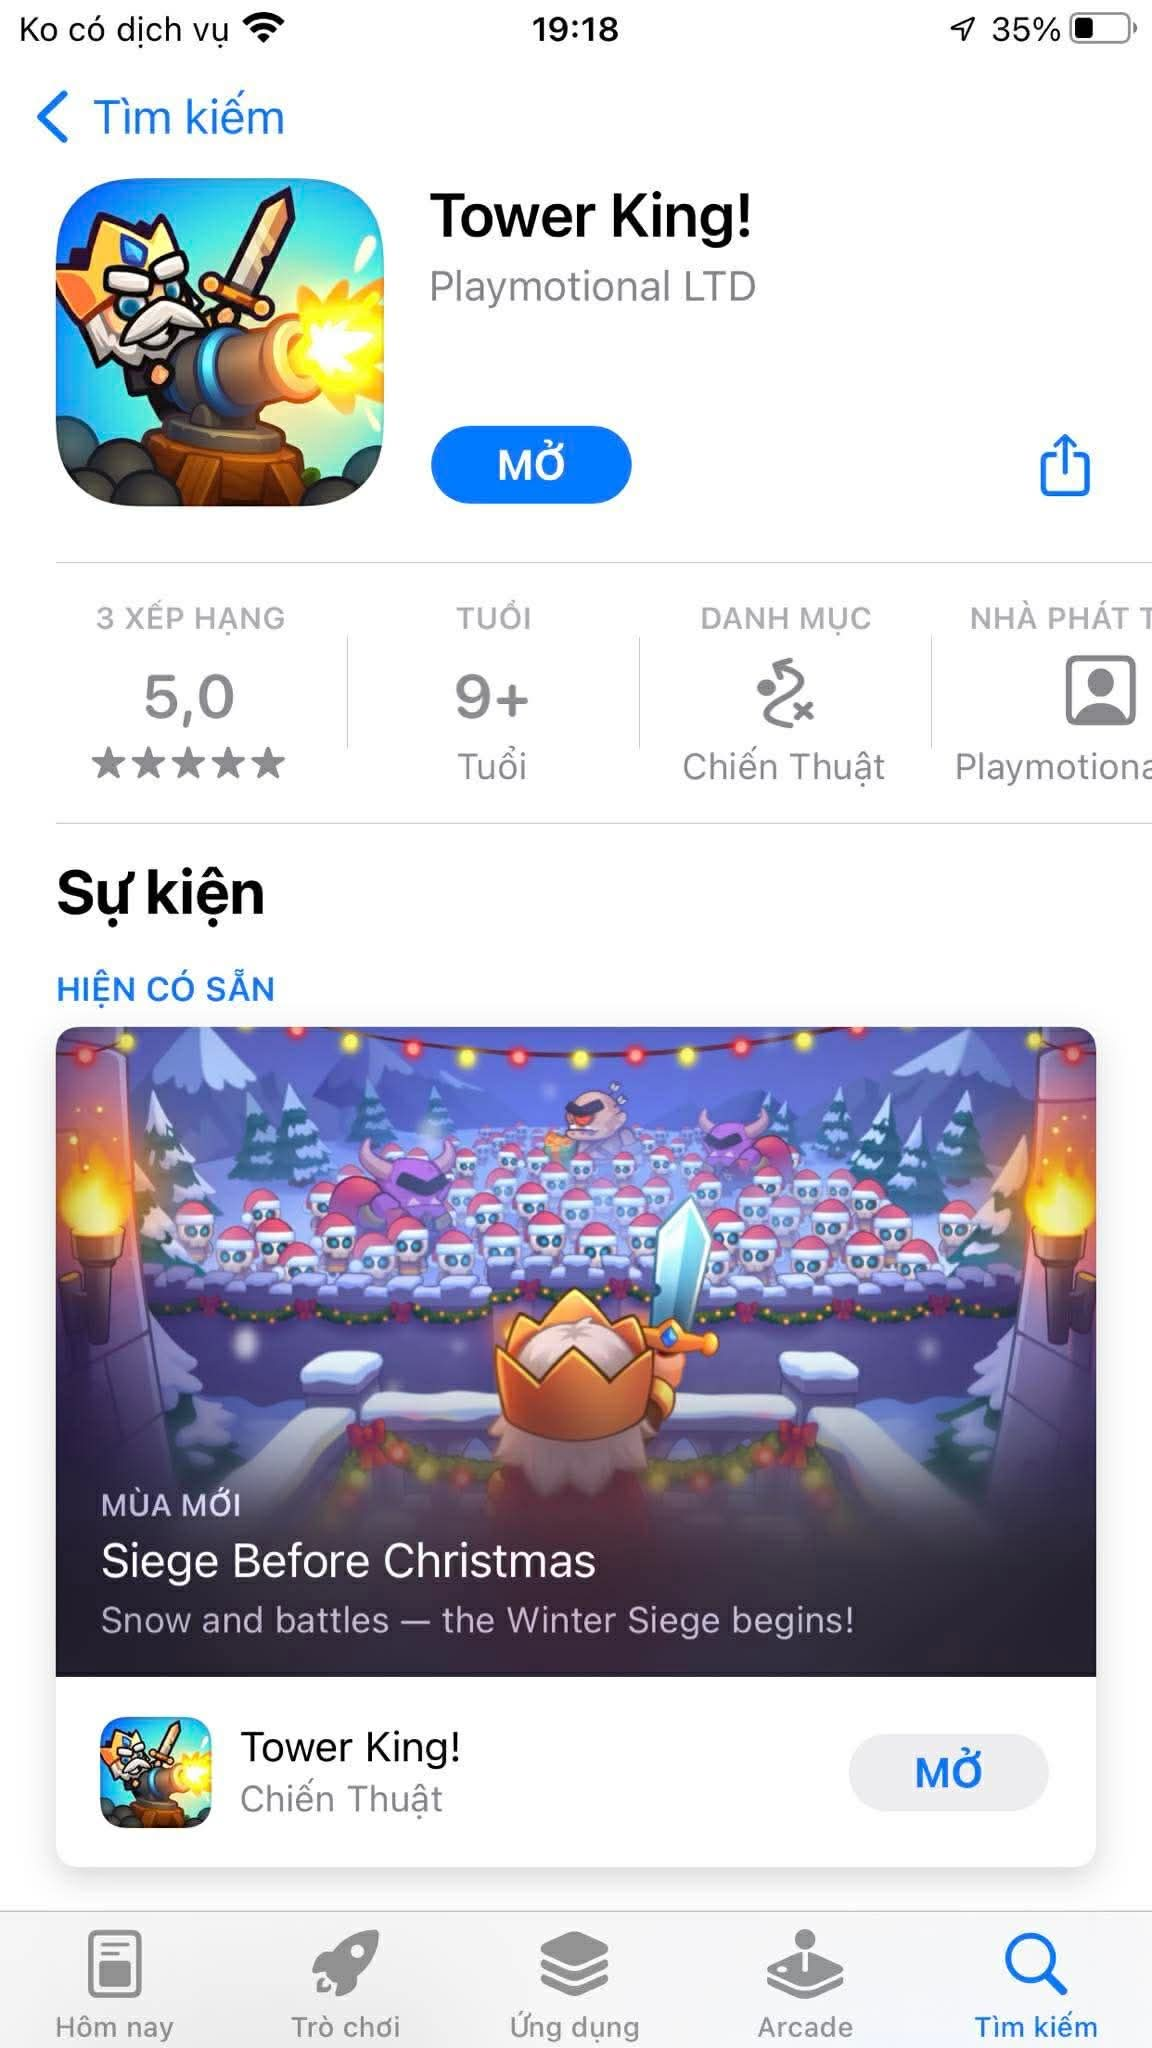 Ko có dịch vụ
19:18
35%
Tìm kiếm
Tower King!
Playmotional LTD
MỞ
3 XẾP HẠNG
5,0
TUỔI
9+
Tuổi
DANH MỤC
Chiến Thuật
NHÀ PHÁT T
Playmotiona
Sự kiện
HIỆN CÓ SẴN
MÙA MỚI
Siege Before Christmas
Snow and battles — the Winter Siege begins!
Tower King!
Chiến Thuật
MỞ
Hôm nay
Trò chơi
Ứng dụng
Arcade
Tìm kiếm